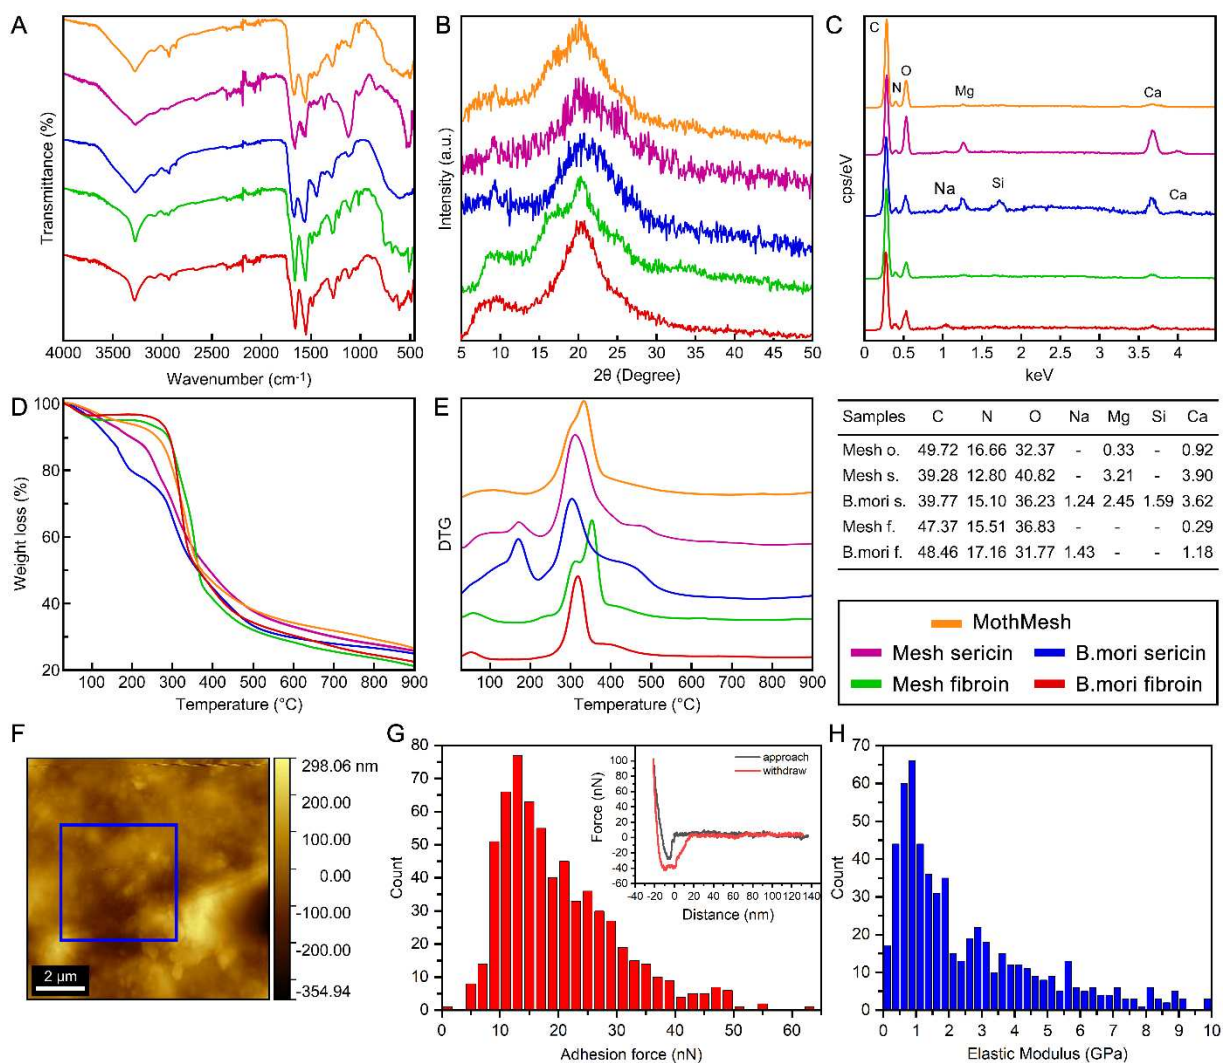 A
Transmittance (%)
4000 3500 3000 2500 2000 1500 1000 500
Wavenumber (cm-1)
B
Intensity (a.u.)
5 10 15 20 25 30 35 40 45 50
2θ (Degree)
C
cps/eV
C
N
O
Mg
Ca
Na
Si
Ca
0 0.5 1 1.5 2 2.5 3 3.5 4
keV
D
Weight loss (%)
100
80
60
40
20
100 200 300 400 500 600 700 800 900
Temperature (°C)
E
DTG
100 200 300 400 500 600 700 800 900
Temperature (°C)
Samples C N O Na Mg Si Ca
Mesh o. 49.72 16.66 32.37 - 0.33 - 0.92
Mesh s. 39.28 12.80 40.82 - 3.21 - 3.90
B.mori s. 39.77 15.10 36.23 1.24 2.45 1.59 3.62
Mesh f. 47.37 15.51 36.83 - - - 0.29
B.mori f. 48.46 17.16 31.77 1.43 - - 1.18
MothMesh
Mesh sericin B.mori sericin
Mesh fibroin B.mori fibroin
F
298.06 nm
200.00
100.00
0.00
-100.00
-200.00
-354.94
2 µm
G
Count
80
70
60
50
40
30
20
10
0
0 10 20 30 40 50 60
Adhesion force (nN)
approach
withdraw
Force (nN)
100
80
60
40
20
0
-20
-40
-60
-40 -20 0 20 40 60 80 100 120 140
Distance (nm)
H
Count
70
60
50
40
30
20
10
0
0 1 2 3 4 5 6 7 8 9 10
Elastic Modulus (GPa)